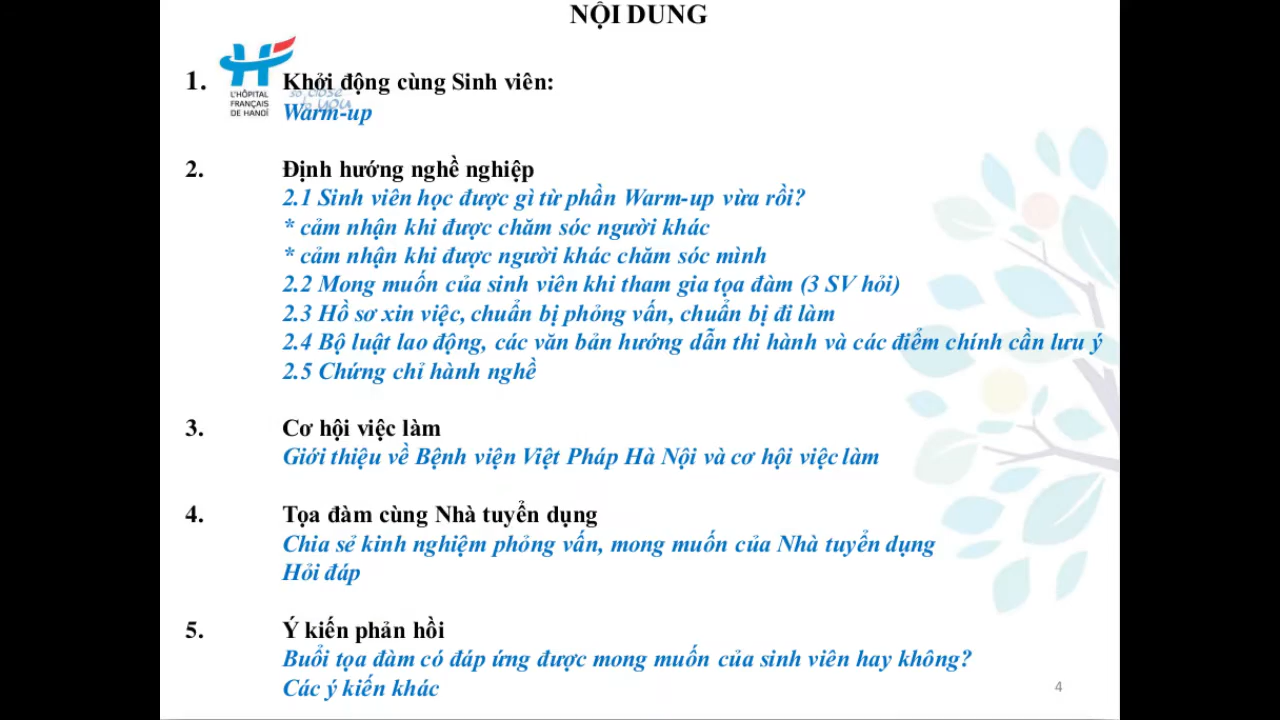 NỘI DUNG
L'HÔPITAL
FRANÇAIS
DE HANOÏ
so close
to you
1. Khởi động cùng Sinh viên:
Warm-up
2. Định hướng nghề nghiệp
2.1 Sinh viên học được gì từ phần Warm-up vừa rồi?
* cảm nhận khi được chăm sóc người khác
* cảm nhận khi được người khác chăm sóc mình
2.2 Mong muốn của sinh viên khi tham gia tọa đàm (3 SV hỏi)
2.3 Hồ sơ xin việc, chuẩn bị phỏng vấn, chuẩn bị đi làm
2.4 Bộ luật lao động, các văn bản hướng dẫn thi hành và các điểm chính cần lưu ý
2.5 Chứng chỉ hành nghề
3. Cơ hội việc làm
Giới thiệu về Bệnh viện Việt Pháp Hà Nội và cơ hội việc làm
4. Tọa đàm cùng Nhà tuyển dụng
Chia sẻ kinh nghiệm phỏng vấn, mong muốn của Nhà tuyển dụng
Hỏi đáp
5. Ý kiến phản hồi
Buổi tọa đàm có đáp ứng được mong muốn của sinh viên hay không?
Các ý kiến khác
4